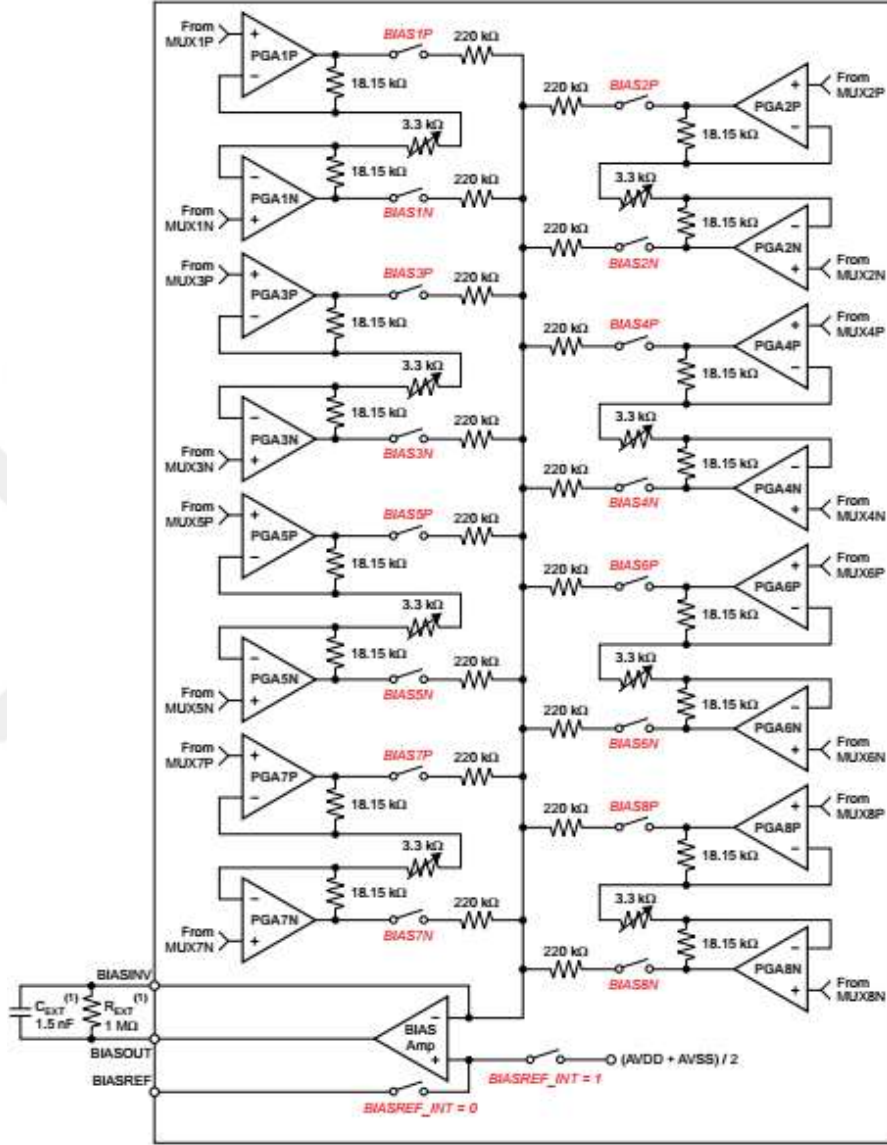 From
MUX1P
+
PGA1P
−
BIAS1P
220 kΩ
18.15 kΩ
3.3 kΩ
−
PGA1N
+
From
MUX1N
18.15 kΩ
220 kΩ
BIAS1N
From
MUX3P
+
PGA3P
−
BIAS3P
220 kΩ
18.15 kΩ
3.3 kΩ
−
PGA3N
+
From
MUX3N
18.15 kΩ
220 kΩ
BIAS3N
From
MUX5P
+
PGA5P
−
BIAS5P
220 kΩ
18.15 kΩ
3.3 kΩ
−
PGA5N
+
From
MUX5N
18.15 kΩ
220 kΩ
BIAS5N
From
MUX7P
+
PGA7P
−
BIAS7P
220 kΩ
18.15 kΩ
3.3 kΩ
−
PGA7N
+
From
MUX7N
18.15 kΩ
220 kΩ
BIAS7N
220 kΩ
BIAS2P
+
PGA2P
−
From
MUX2P
18.15 kΩ
3.3 kΩ
18.15 kΩ
220 kΩ
BIAS2N
−
PGA2N
+
From
MUX2N
220 kΩ
BIAS4P
+
PGA4P
−
From
MUX4P
18.15 kΩ
3.3 kΩ
18.15 kΩ
220 kΩ
BIAS4N
−
PGA4N
+
From
MUX4N
220 kΩ
BIAS6P
+
PGA6P
−
From
MUX6P
18.15 kΩ
3.3 kΩ
18.15 kΩ
220 kΩ
BIAS6N
−
PGA6N
+
From
MUX6N
220 kΩ
BIAS8P
+
PGA8P
−
From
MUX8P
18.15 kΩ
3.3 kΩ
18.15 kΩ
220 kΩ
BIAS8N
−
PGA8N
+
From
MUX8N
BIASINV
CEXT(1)
1.5 nF
REXT(1)
1 MΩ
BIASOUT
BIASREF
−
BIAS
Amp
+
BIASREF_INT = 0
BIASREF_INT = 1
(AVDD + AVSS) / 2